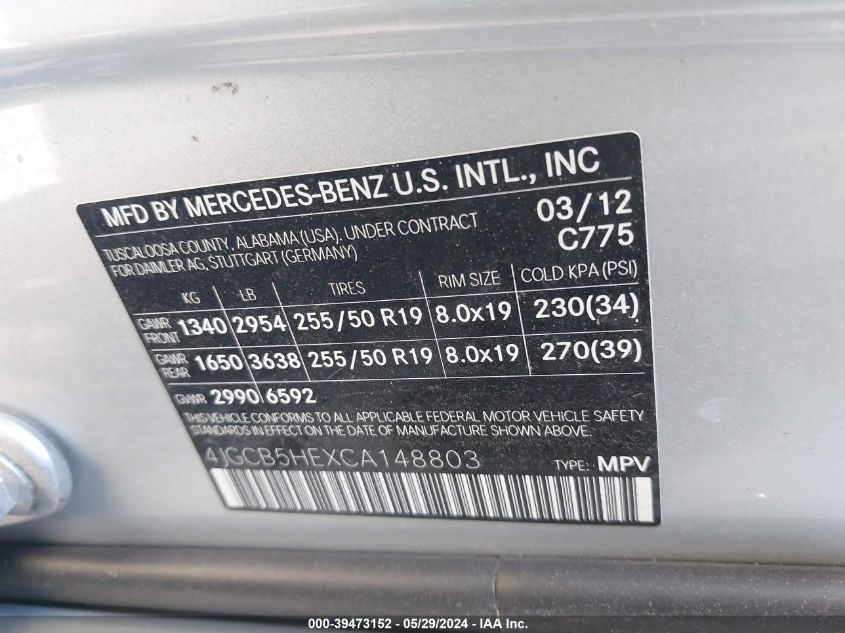 MFD BY MERCEDES-BENZ U.S. INTL., INC
TUSCALOOSA COUNTY, ALABAMA (USA). UNDER CONTRACT 03/12
FOR DAIMLER AG, STUTTGART (GERMANY) C775
KG LB TIRES RIM SIZE COLD KPA (PSI)
GAWR FRONT 1340 2954 255/50 R19 8.0x19 230(34)
GAWR REAR 1650 3638 255/50 R19 8.0x19 270(39)
GVWR 2990 6592
THIS VEHICLE CONFORMS TO ALL APPLICABLE FEDERAL MOTOR VEHICLE SAFETY
STANDARDS IN EFFECT ON THE DATE OF MANUFACTURE SHOWN ABOVE.
4JGCB5HEXCA148803 TYPE: MPV
000-39473152 - 05/29/2024 - IAA Inc.